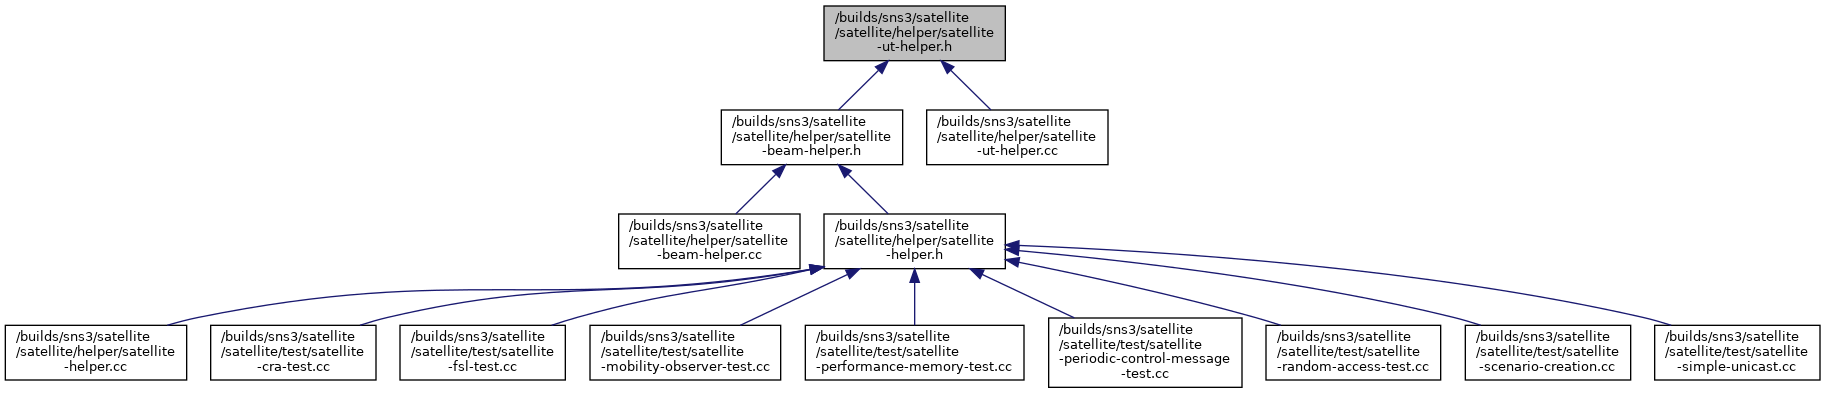 /builds/sns3/satellite
/satellite/helper/satellite
-ut-helper.h
/builds/sns3/satellite
/satellite/helper/satellite
-beam-helper.h
/builds/sns3/satellite
/satellite/helper/satellite
-ut-helper.cc
/builds/sns3/satellite
/satellite/helper/satellite
-beam-helper.cc
/builds/sns3/satellite
/satellite/helper/satellite
-helper.h
/builds/sns3/satellite
/satellite/helper/satellite
-helper.cc
/builds/sns3/satellite
/satellite/test/satellite
-cra-test.cc
/builds/sns3/satellite
/satellite/test/satellite
-fsl-test.cc
/builds/sns3/satellite
/satellite/test/satellite
-mobility-observer-test.cc
/builds/sns3/satellite
/satellite/test/satellite
-performance-memory-test.cc
/builds/sns3/satellite
/satellite/test/satellite
-periodic-control-message
-test.cc
/builds/sns3/satellite
/satellite/test/satellite
-random-access-test.cc
/builds/sns3/satellite
/satellite/test/satellite
-scenario-creation.cc
/builds/sns3/satellite
/satellite/test/satellite
-simple-unicast.cc